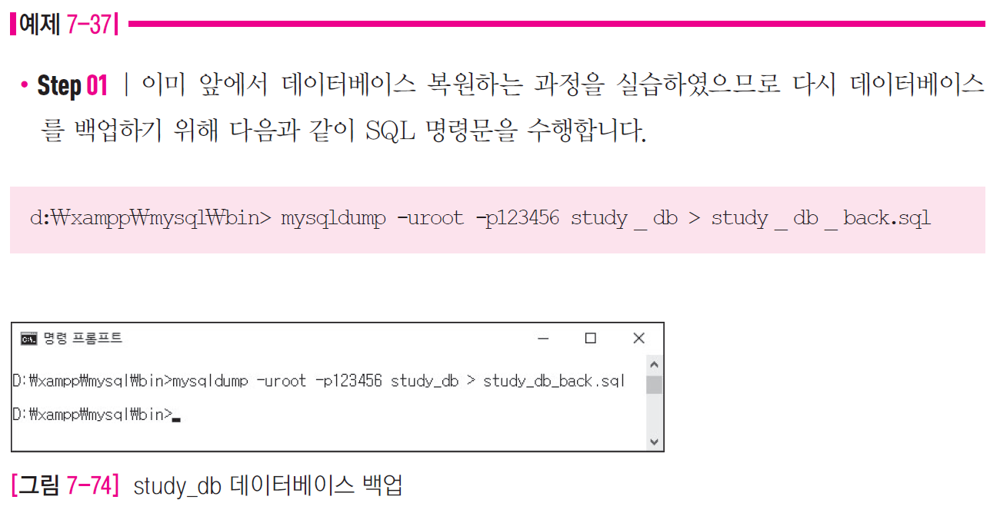 예제 7-37
• Step 01 | 이미 앞에서 데이터베이스 복원하는 과정을 실습하였으므로 다시 데이터베이스
를 백업하기 위해 다음과 같이 SQL 명령문을 수행합니다.
d:₩xampp₩mysql₩bin> mysqldump -uroot -p123456 study _ db > study _ db _ back.sql
명령 프롬프트
D:₩xampp₩mysql₩bin>mysqldump -uroot -p123456 study_db > study_db_back.sql
D:₩xampp₩mysql₩bin>
[그림 7-74] study_db 데이터베이스 백업